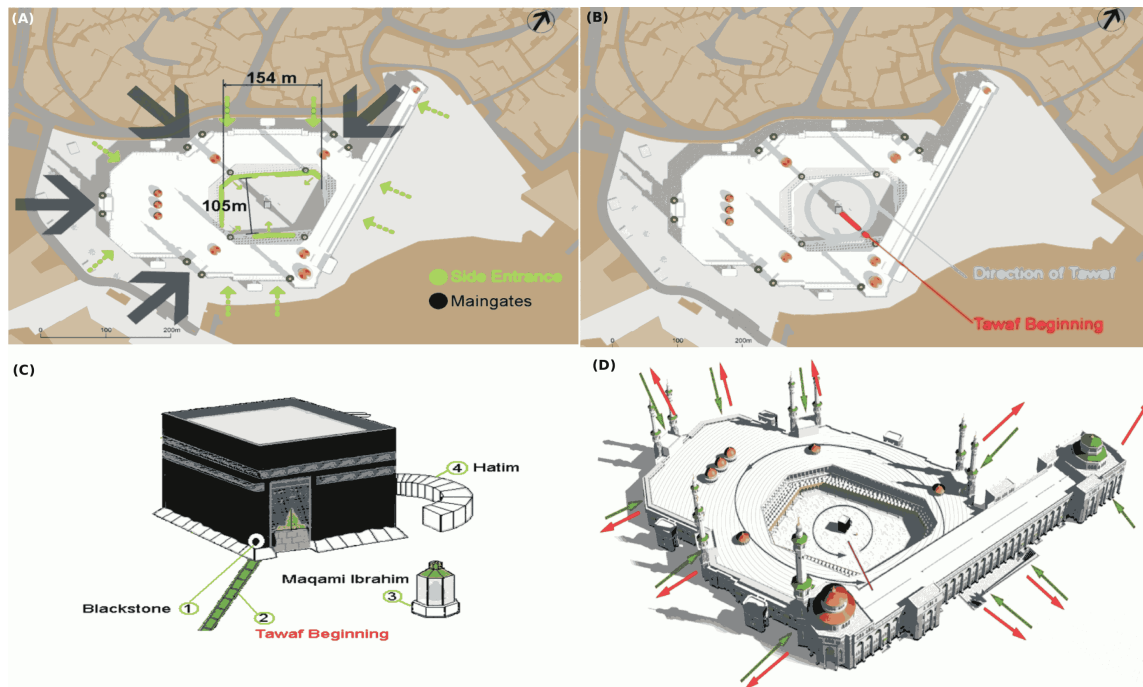 (A)
154 m
105m
Side Entrance
Maingates
0 100 200m
(B)
Direction of Tawaf
Tawaf Beginning
0 100 200m
(C)
4 Hatim
Maqami Ibrahim
3
Blackstone 1
2
Tawaf Beginning
(D)